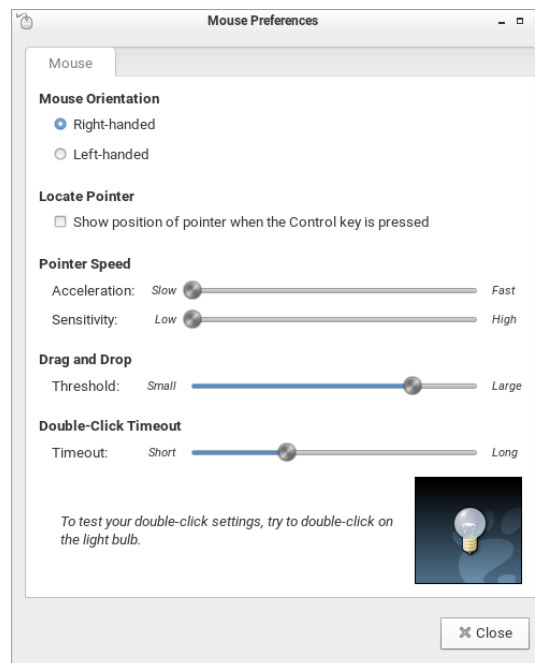 Mouse Preferences
Mouse
Mouse Orientation
Right-handed
Left-handed
Locate Pointer
Show position of pointer when the Control key is pressed
Pointer Speed
Acceleration: Slow Fast
Sensitivity: Low High
Drag and Drop
Threshold: Small Large
Double-Click Timeout
Timeout: Short Long
To test your double-click settings, try to double-click on
the light bulb.
Close